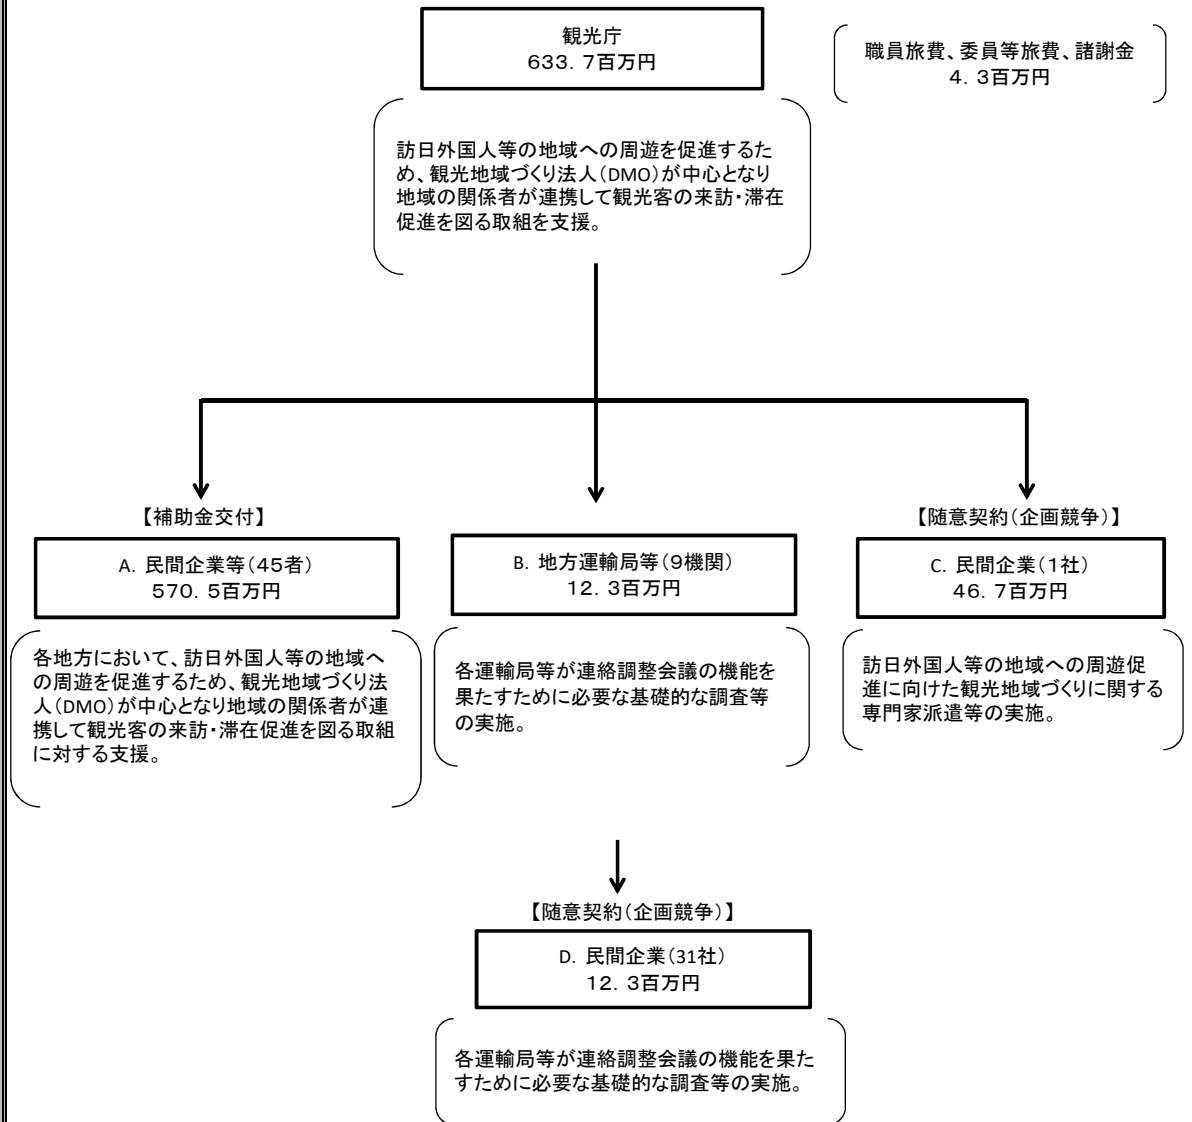 観光庁
633．7百万円
職員旅費、委員等旅費、諸謝金
4．3百万円
訪日外国人等の地域への周遊を促進するた
め、観光地域づくり法人（DMO）が中心となり
地域の関係者が連携して観光客の来訪・滞在
促進を図る取組を支援。
【補助金交付】
A．民間企業等（45者）
570．5百万円
各地方において、訪日外国人等の地域へ
の周遊を促進するため、観光地域づくり法
人（DMO）が中心となり地域の関係者が連
携して観光客の来訪・滞在促進を図る取組
に対する支援。
B．地方運輸局等（9機関）
12．3百万円
各運輸局等が連絡調整会議の機能を
果たすために必要な基礎的な調査等
の実施。
【随意契約（企画競争）】
C．民間企業（1社）
46．7百万円
訪日外国人等の地域への周遊促
進に向けた観光地域づくりに関する
専門家派遣等の実施。
【随意契約（企画競争）】
D．民間企業（31社）
12．3百万円
各運輸局等が連絡調整会議の機能を果た
すために必要な基礎的な調査等の実施。